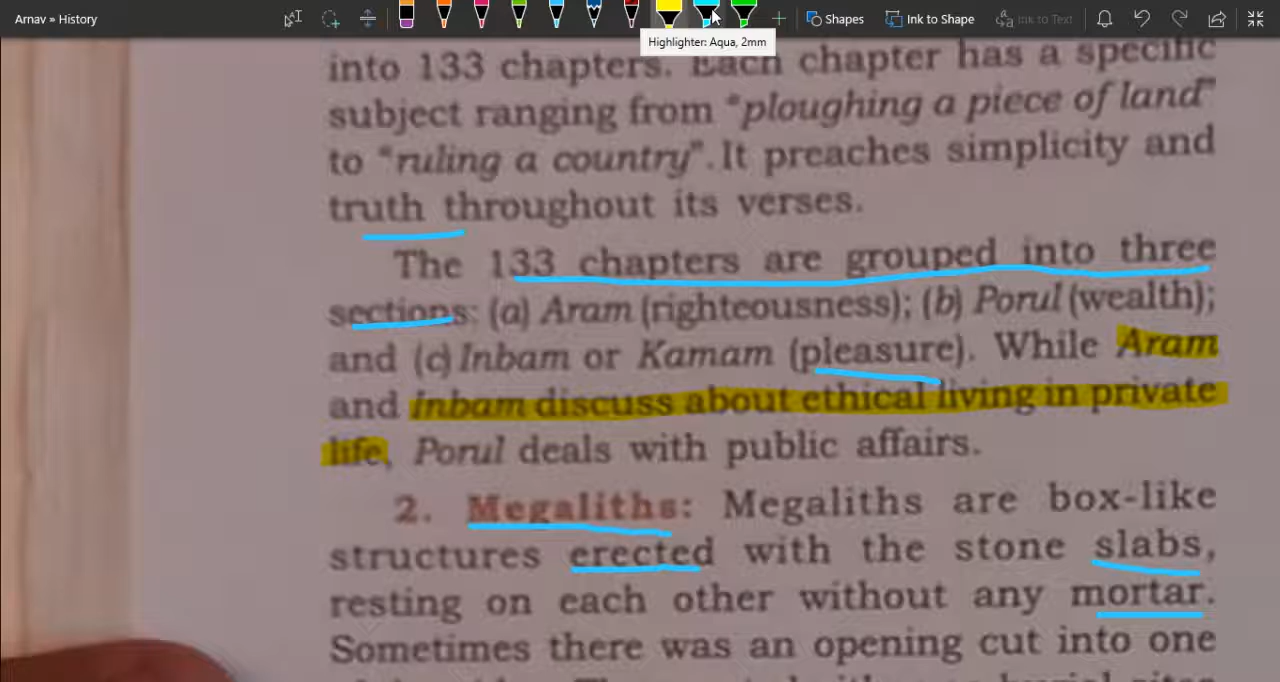 Arnav » History
Shapes
Ink to Shape
Ink to Text
Highlighter: Aqua, 2mm
into 133 chapters. Each chapter has a specific
subject ranging from “ploughing a piece of land”
to “ruling a country”. It preaches simplicity and
truth throughout its verses.
The 133 chapters are grouped into three
sections: (a) Aram (righteousness); (b) Porul (wealth);
and (c) Inbam or Kamam (pleasure). While Aram
and inbam discuss about ethical living in private
life, Porul deals with public affairs.
2. Megaliths: Megaliths are box-like
structures erected with the stone slabs,
resting on each other without any mortar.
Sometimes there was an opening cut into one